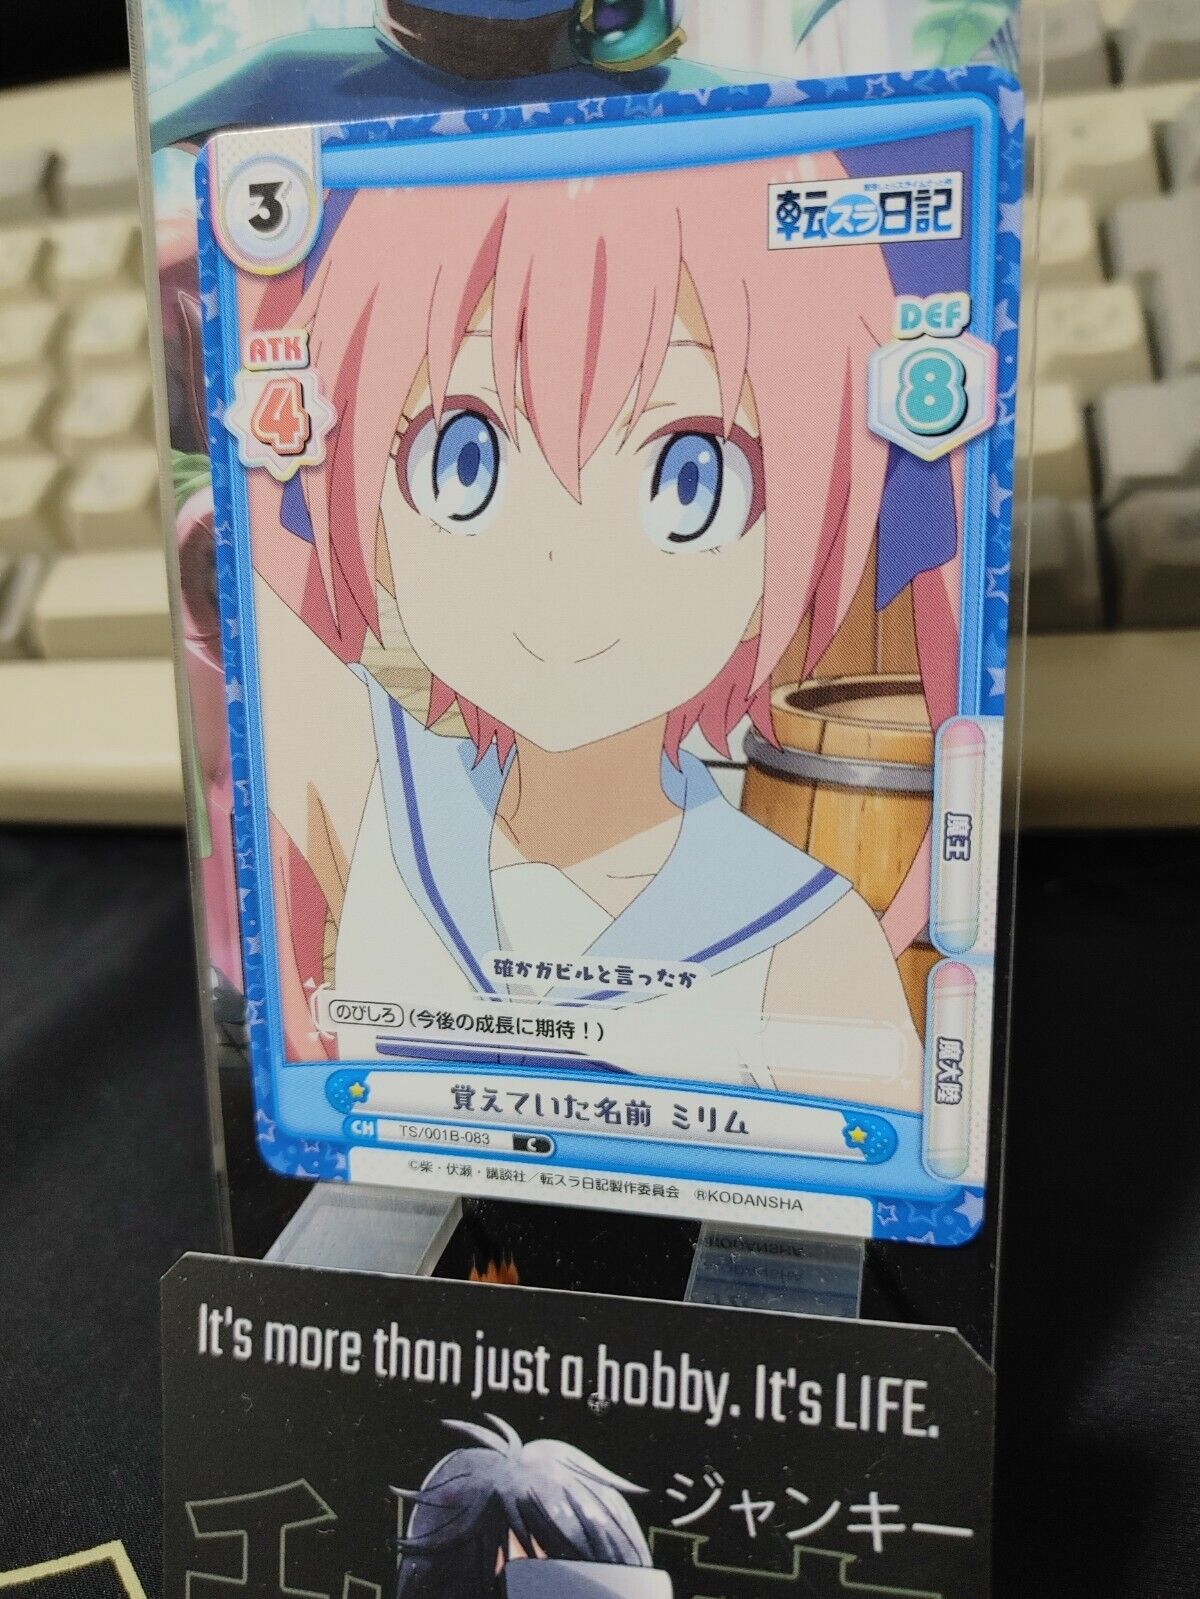 3
転スラ日記
ATK
4
DEF
8
魔王
魔大陸
確かガビルと言ったか
のびしろ (今後の成長に期待！)
覚えていた名前 ミリム
CH TS/001B-083 C
©柴・伏瀬・講談社／転スラ日記製作委員会 ®KODANSHA
It's more than just a hobby. It's LIFE.
ジャンキー